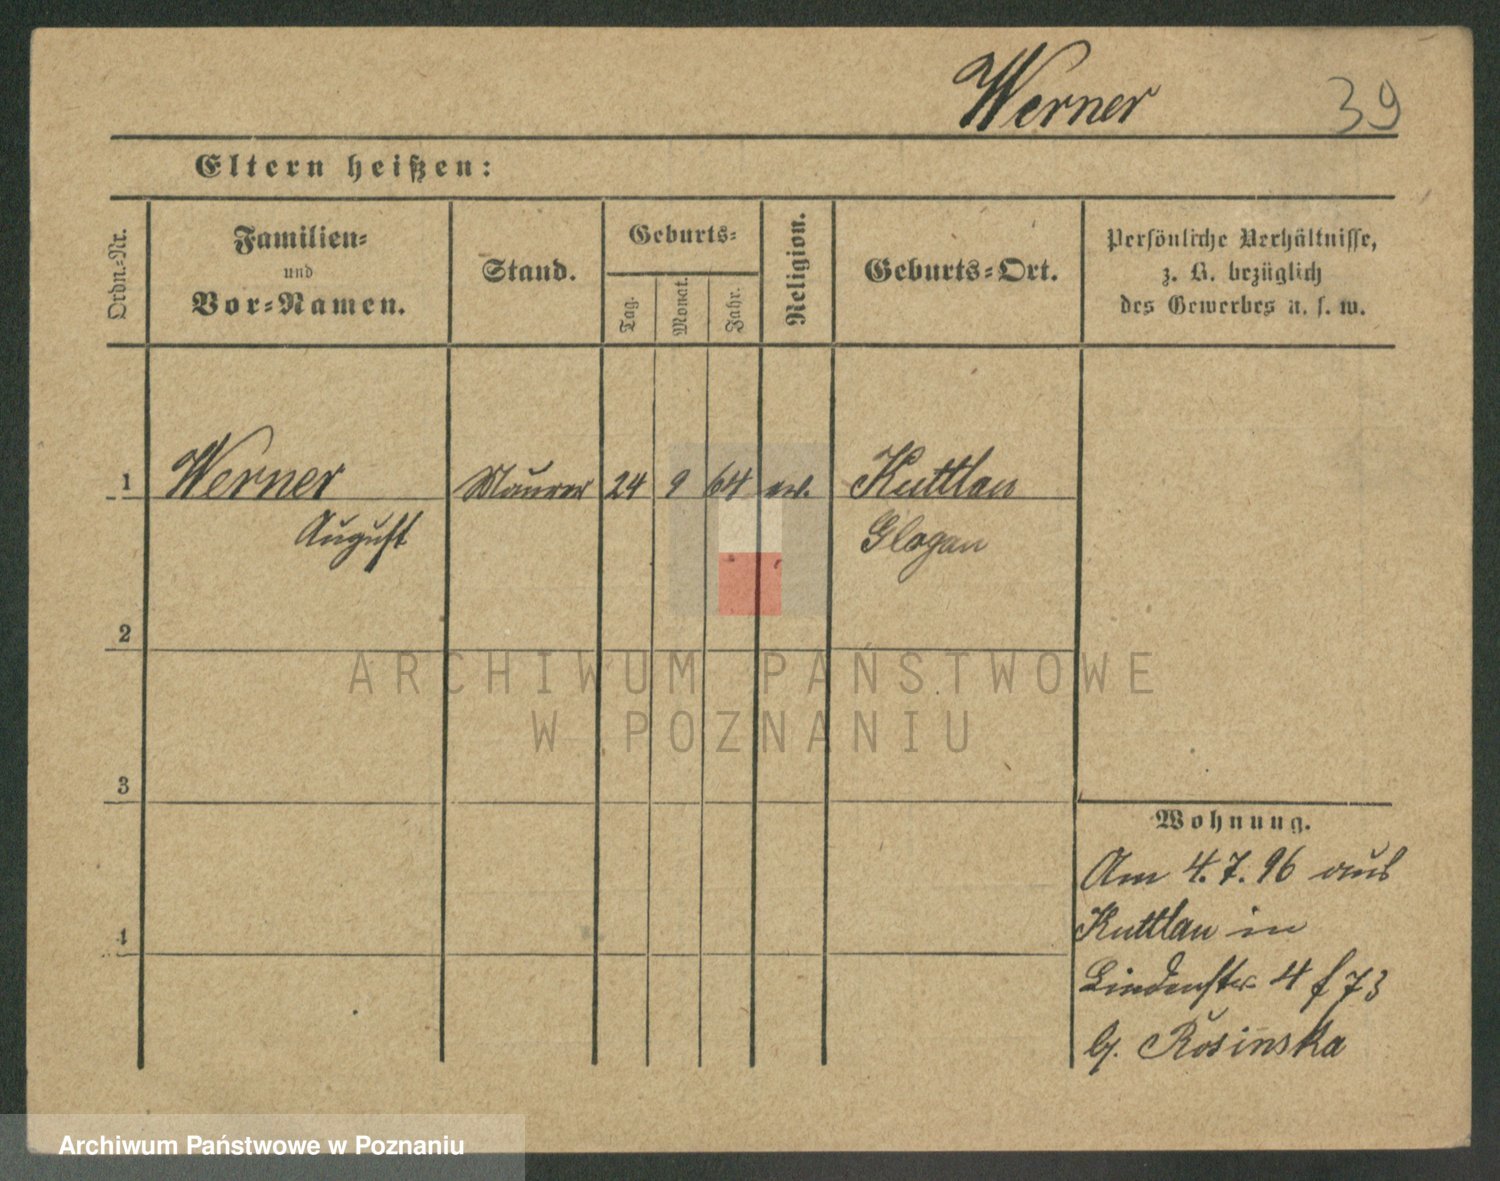 Werner 39
Eltern heißen:
Ordn.-Nr.
Familien-
und
Vor-Namen.
Stand.
Geburts-
Tag.
Monat.
Jahr.
Religion.
Geburts-Ort.
Persönliche Verhältnisse,
z. B. bezüglich
des Gewerbes u. s. w.
1 Werner Maurer 24 9 64 ev. Kuttlau
August Glogau
2
ARCHIWUM PAŃSTWOWE
W POZNANIU
3
Wohnung.
Am 4.7.96 aus
Kuttlau in
4
Lindenstr 4 f 73
b/. Rosinska
Archiwum Państwowe w Poznaniu